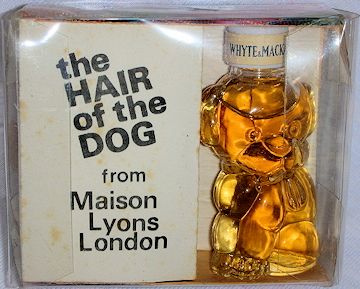 the
HAIR
of the
DOG
from
Maison
Lyons
London
WHYTE & MACK